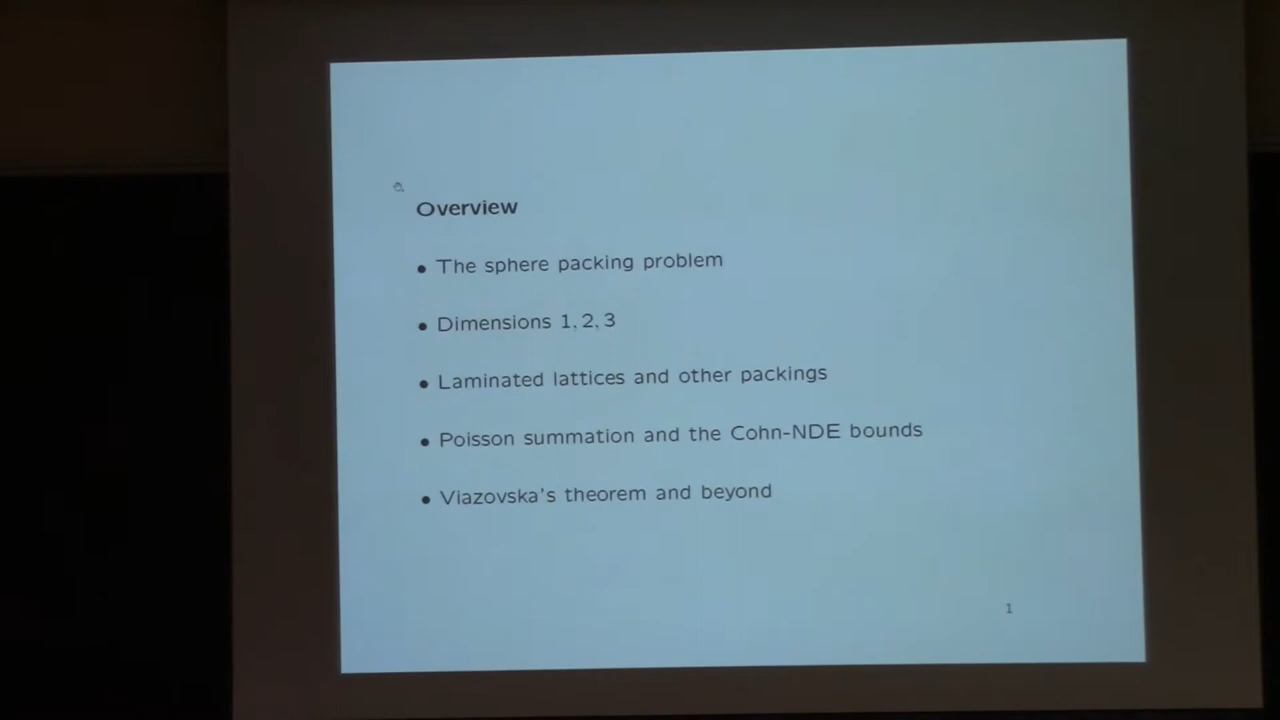 Overview
• The sphere packing problem
• Dimensions 1, 2, 3
• Laminated lattices and other packings
• Poisson summation and the Cohn-NDE bounds
• Viazovska's theorem and beyond
1